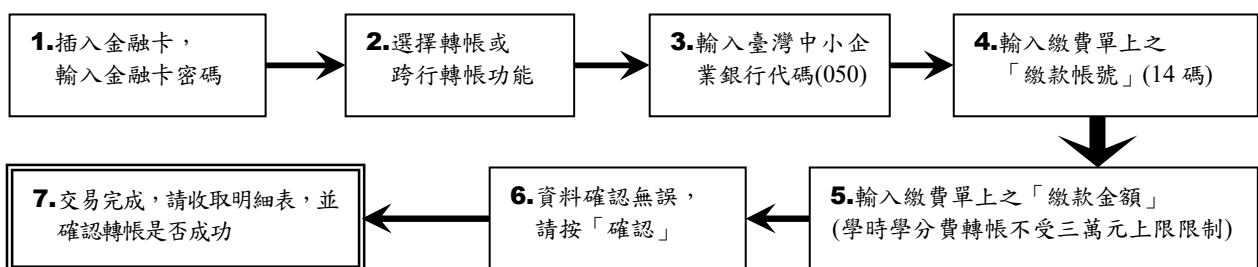 1.插入金融卡，
輸入金融卡密碼
2.選擇轉帳或
跨行轉帳功能
3.輸入臺灣中小企
業銀行代碼(050)
4.輸入繳費單上之
「繳款帳號」(14 碼)
5.輸入繳費單上之「繳款金額」
(學時學分費轉帳不受三萬元上限限制)
6.資料確認無誤，
請按「確認」
7.交易完成，請收取明細表，並
確認轉帳是否成功